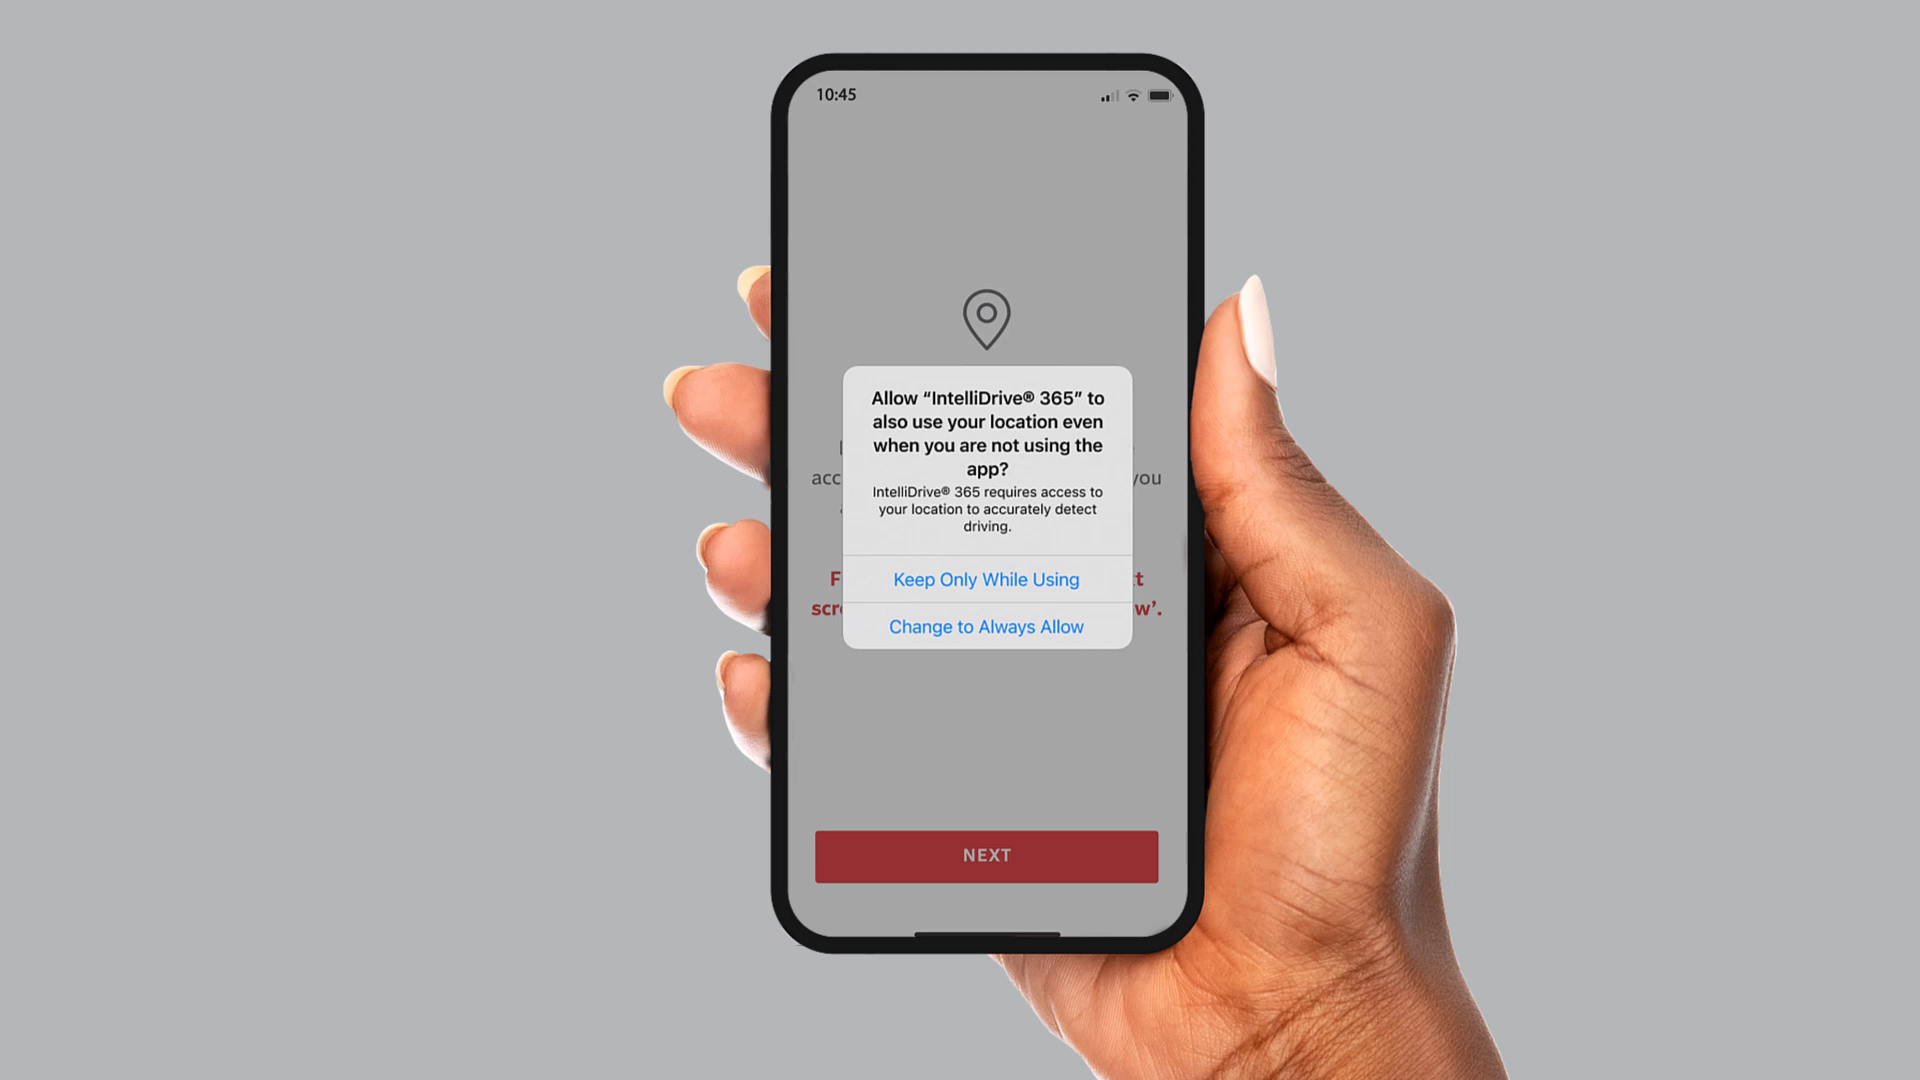 10:45
Allow “IntelliDrive® 365” to
also use your location even
when you are not using the
app?
IntelliDrive® 365 requires access to
your location to accurately detect
driving.
you
Keep Only While Using
Change to Always Allow
NEXT